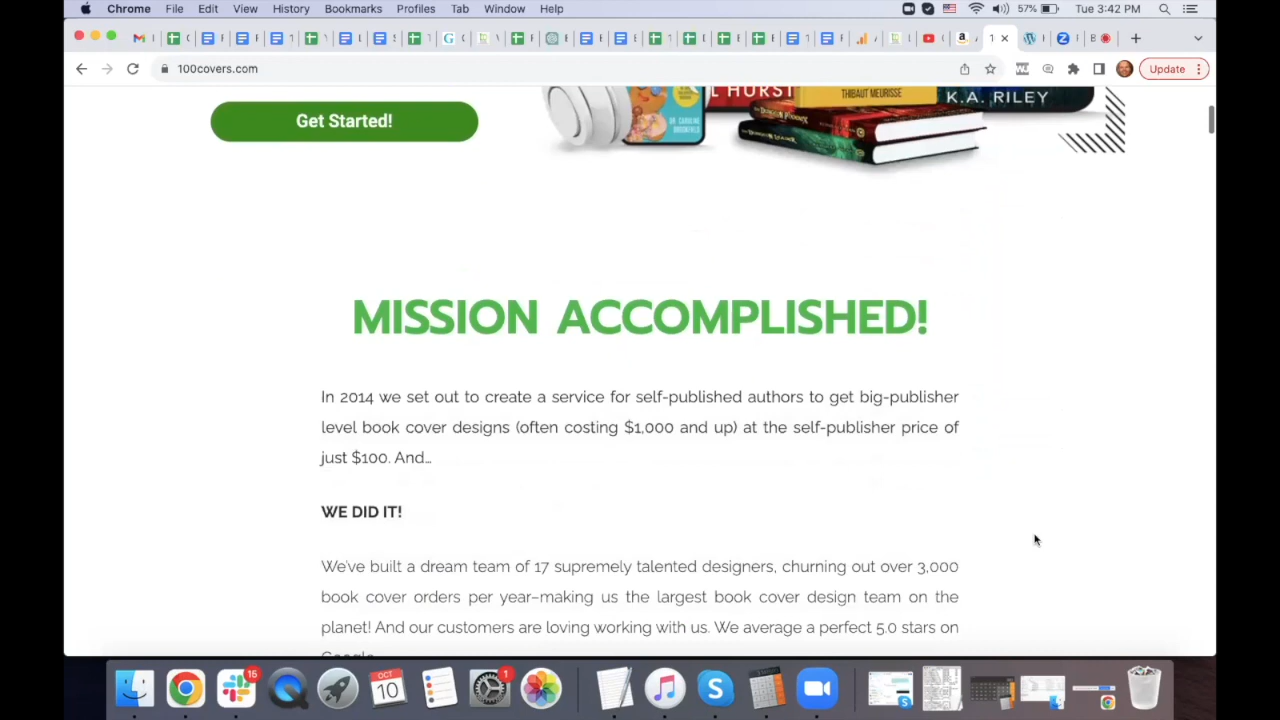 Chrome File Edit View History Bookmarks Profiles Tab Window Help 57% Tue 3:42 PM
100covers.com Update
Get Started!
L HURST THIBAUT MEURISSE K.A. RILEY
MISSION ACCOMPLISHED!
In 2014 we set out to create a service for self-published authors to get big-publisher
level book cover designs (often costing $1,000 and up) at the self-publisher price of
just $100. And…
WE DID IT!
We've built a dream team of 17 supremely talented designers, churning out over 3,000
book cover orders per year–making us the largest book cover design team on the
planet! And our customers are loving working with us. We average a perfect 5.0 stars on
Google
15 OCT 10 1